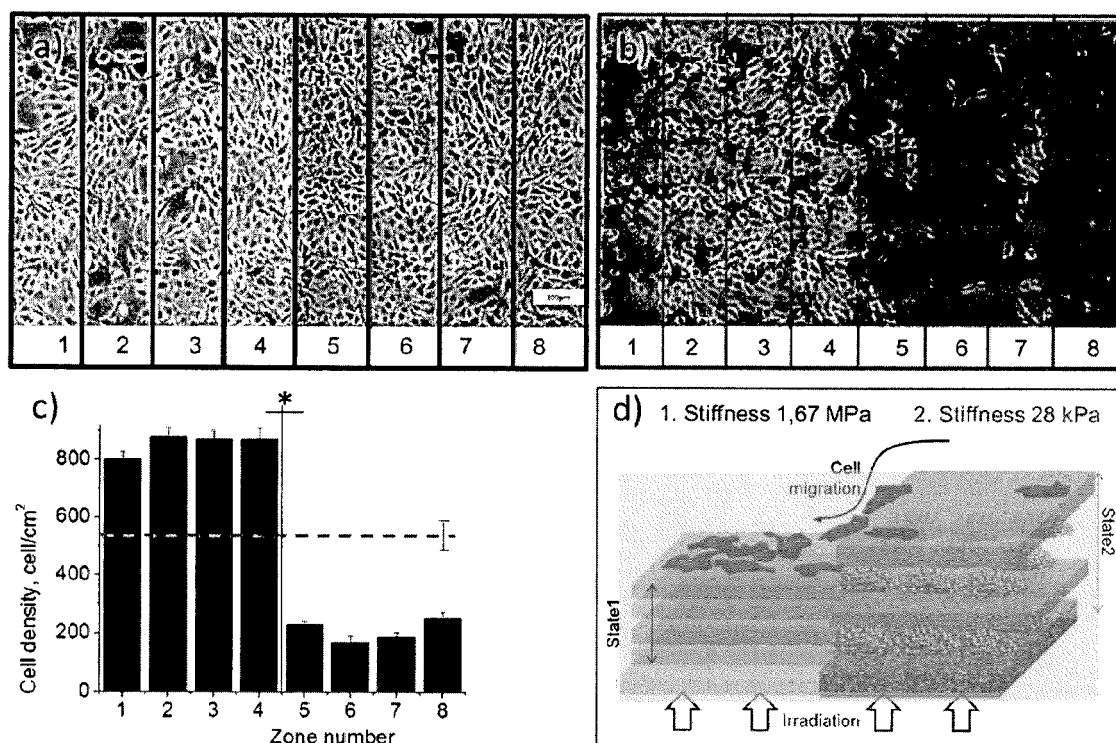 a)
1 2 3 4 5 6 7 8
b)
1 2 3 4 5 6 7 8
c)
*
Cell density, cell/cm²
800
600
400
200
0
1 2 3 4 5 6 7 8
Zone number
d) 1. Stiffness 1,67 MPa 2. Stiffness 28 kPa
Cell
migration
State2
State1
Irradiation